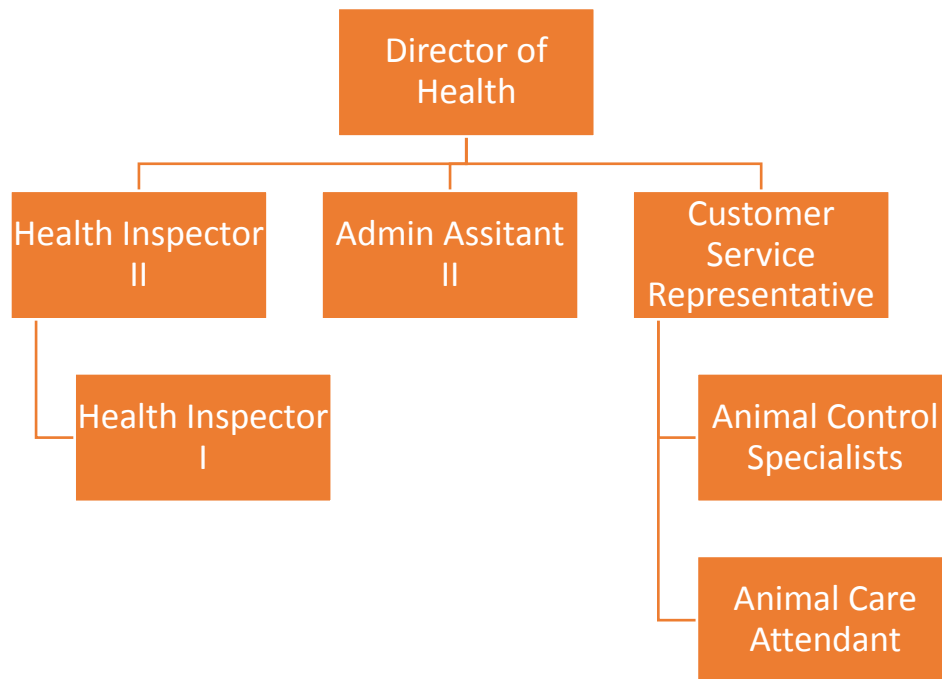 Director of
Health
Health Inspector
II
Admin Assitant
II
Customer
Service
Representative
Health Inspector
I
Animal Control
Specialists
Animal Care
Attendant